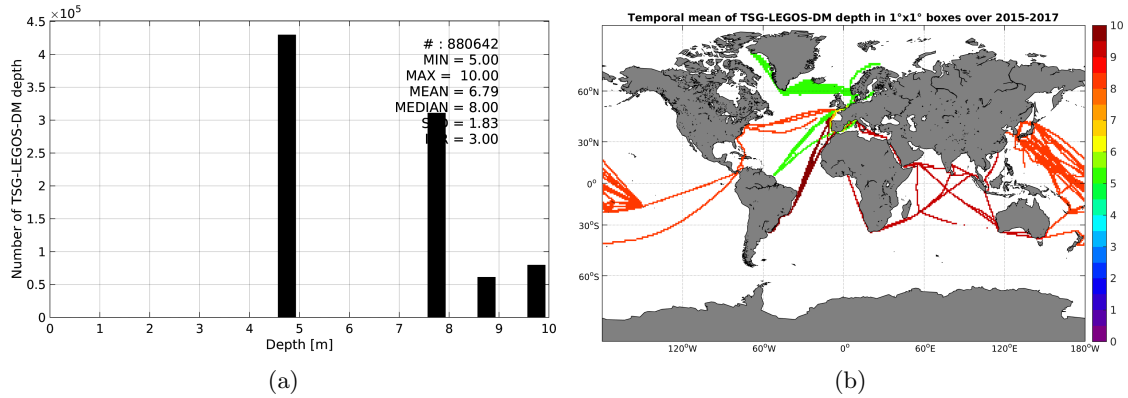 ×10⁵
4.5
4
3.5
3
2.5
2
1.5
1
0.5
0
Number of TSG-LEGOS-DM depth
# : 880642
MIN = 5.00
MAX = 10.00
MEAN = 6.79
MEDIAN = 8.00
= 1.83
= 3.00
0 1 2 3 4 5 6 7 8 9 10
Depth [m]
(a)
Temporal mean of TSG-LEGOS-DM depth in 1°x1° boxes over 2015-2017
60°N
30°N
0°
30°S
60°S
120°W 60°W 0° 60°E 120°E 180°W
10
9
8
7
6
5
4
3
2
1
0
(b)